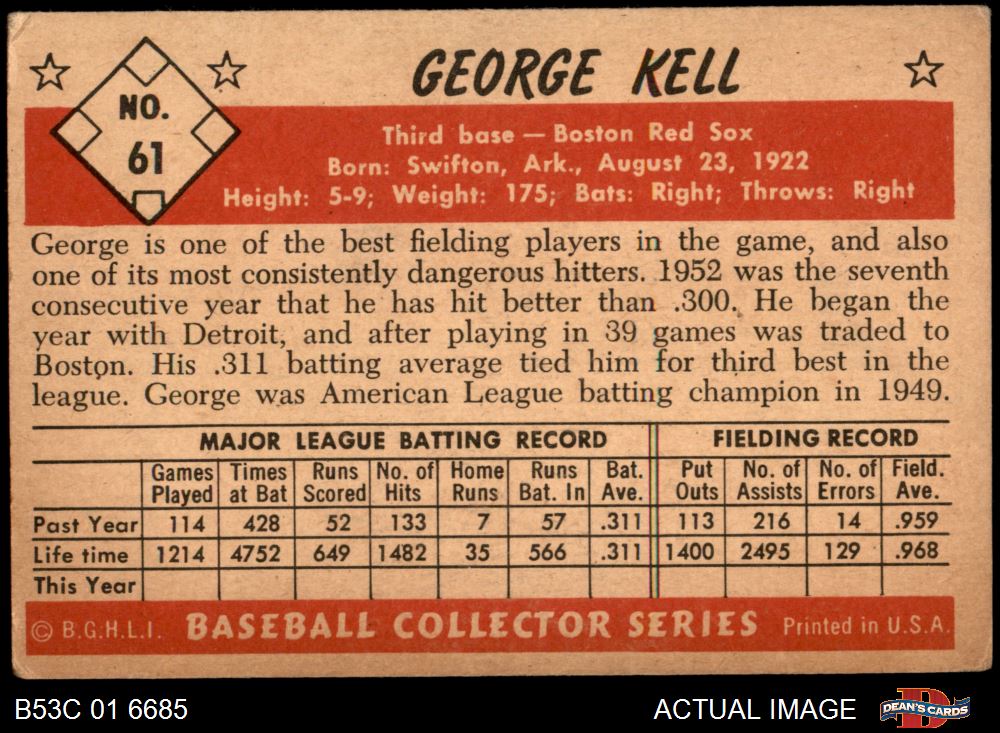 NO.
61
GEORGE KELL
Third base — Boston Red Sox
Born: Swifton, Ark., August 23, 1922
Height: 5-9; Weight: 175; Bats: Right; Throws: Right
George is one of the best fielding players in the game, and also
one of its most consistently dangerous hitters. 1952 was the seventh
consecutive year that he has hit better than .300. He began the
year with Detroit, and after playing in 39 games was traded to
Boston. His .311 batting average tied him for third best in the
league. George was American League batting champion in 1949.
MAJOR LEAGUE BATTING RECORD FIELDING RECORD
Games Times Runs No. of Home Runs Bat. Put No. of No. of Field.
Played at Bat Scored Hits Runs Bat. In Ave. Outs Assists Errors Ave.
Past Year 114 428 52 133 7 57 .311 113 216 14 .959
Life time 1214 4752 649 1482 35 566 .311 1400 2495 129 .968
This Year
© B.G.H.L.I. BASEBALL COLLECTOR SERIES Printed in U.S.A.
B53C 01 6685 ACTUAL IMAGE DEAN'S CARDS